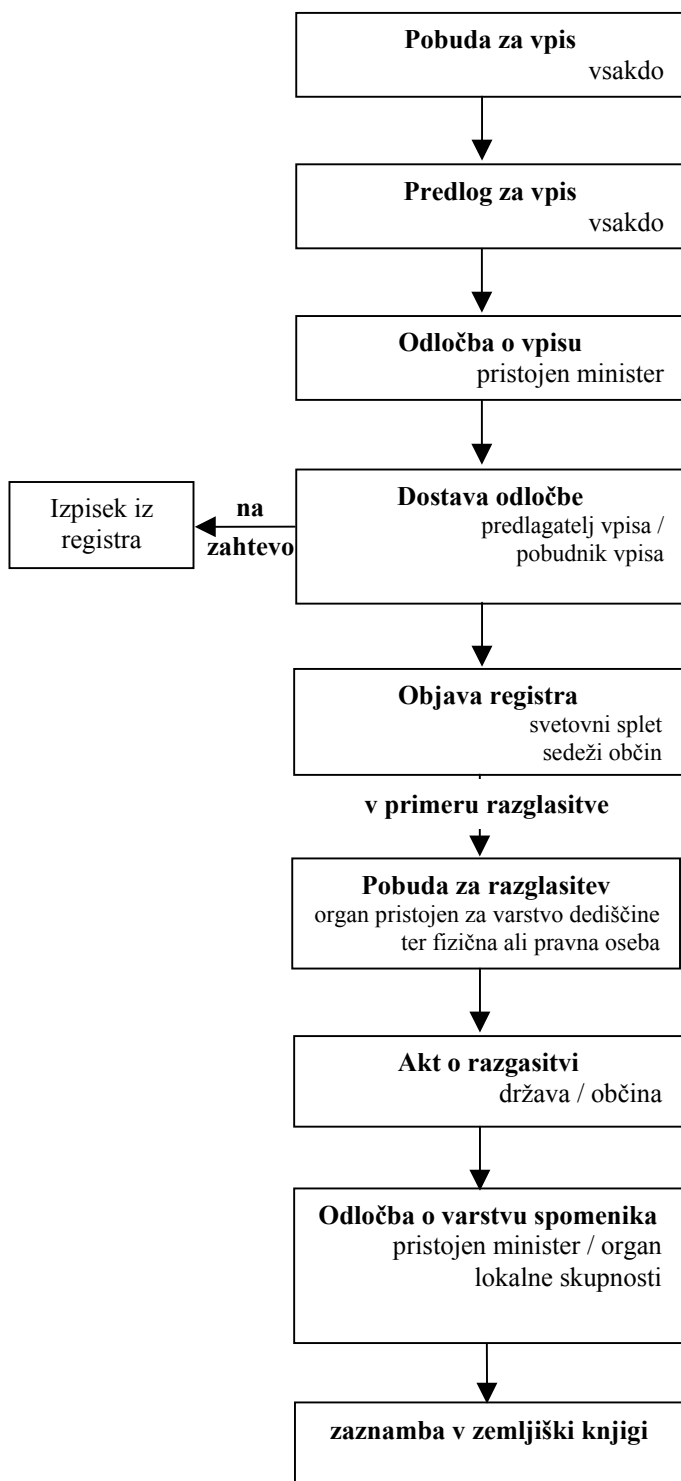 Pobuda za vpis
vsakdo
Predlog za vpis
vsakdo
Odločba o vpisu
pristojen minister
Dostava odločbe
predlagatelj vpisa /
pobudnik vpisa
na
zahtevo
Izpisek iz
registra
Objava registra
svetovni splet
sedeži občin
v primeru razglasitve
Pobuda za razglasitev
organ pristojen za varstvo dediščine
ter fizična ali pravna oseba
Akt o razgasitvi
država / občina
Odločba o varstvu spomenika
pristojen minister / organ
lokalne skupnosti
zaznamba v zemljiški knjigi